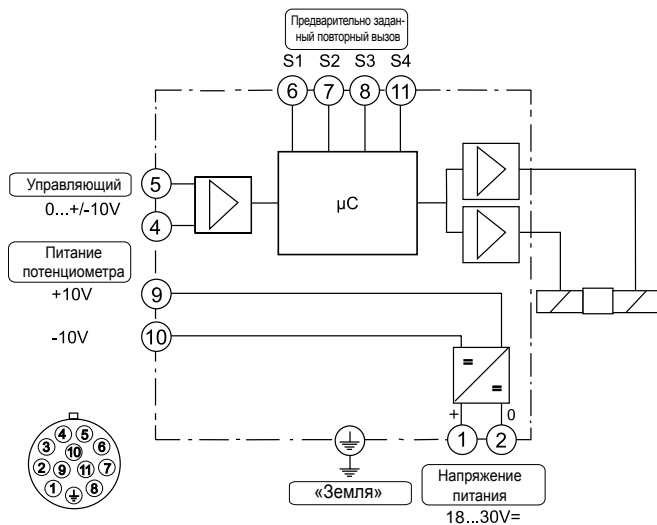 Предварительно задан-
ный повторный вызов
S1 S2 S3 S4
6 7 8 11
5
Управляющий
0...+/-10V
4
µC
Питание
потенциометра
+10V
9
-10V
10
=
=
+ 0
1 2
4 5
3 10 6
2 9 11 7
1 8
«Земля»
Напряжение
питания
18...30V=